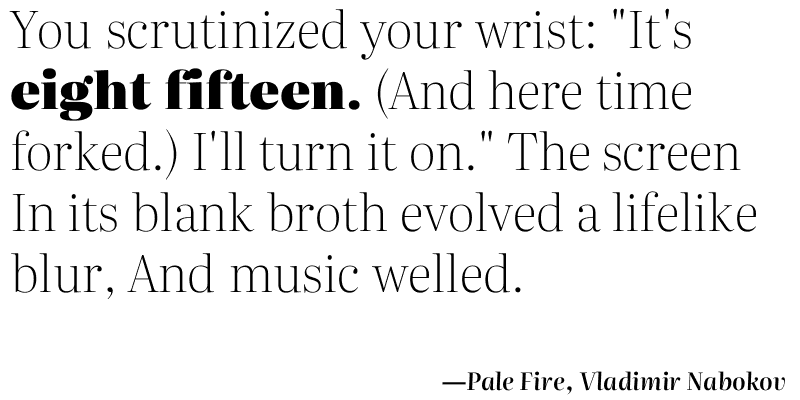 You scrutinized your wrist: "It's
eight fifteen. (And here time
forked.) I'll turn it on." The screen
In its blank broth evolved a lifelike
blur, And music welled.
—Pale Fire, Vladimir Nabokov